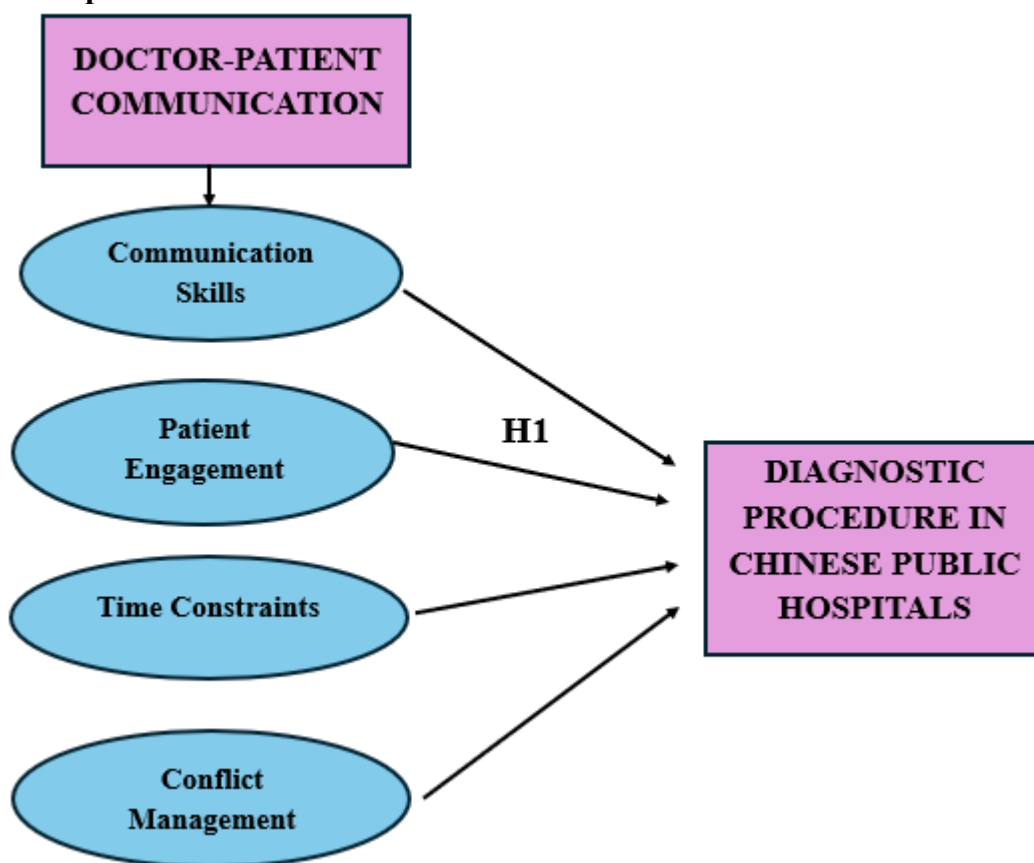 DOCTOR-PATIENT
COMMUNICATION
Communication
Skills
Patient
Engagement
H1
Time Constraints
Conflict
Management
DIAGNOSTIC
PROCEDURE IN
CHINESE PUBLIC
HOSPITALS